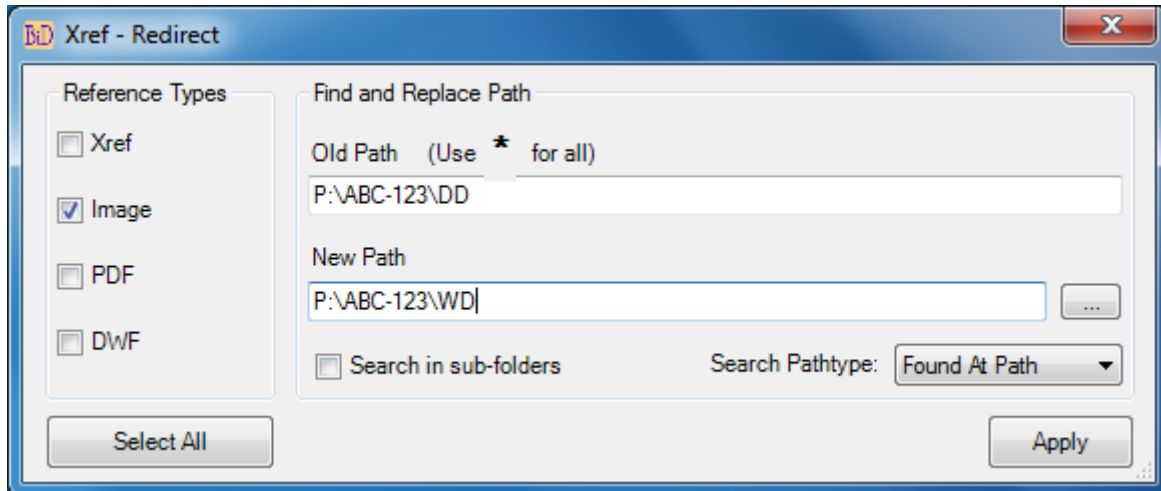 BiD Xref - Redirect
Reference Types
Xref
Image
PDF
DWF
Select All
Find and Replace Path
Old Path (Use * for all)
P:\ABC-123\DD
New Path
P:\ABC-123\WD
...
Search in sub-folders
Search Pathtype: Found At Path
Apply